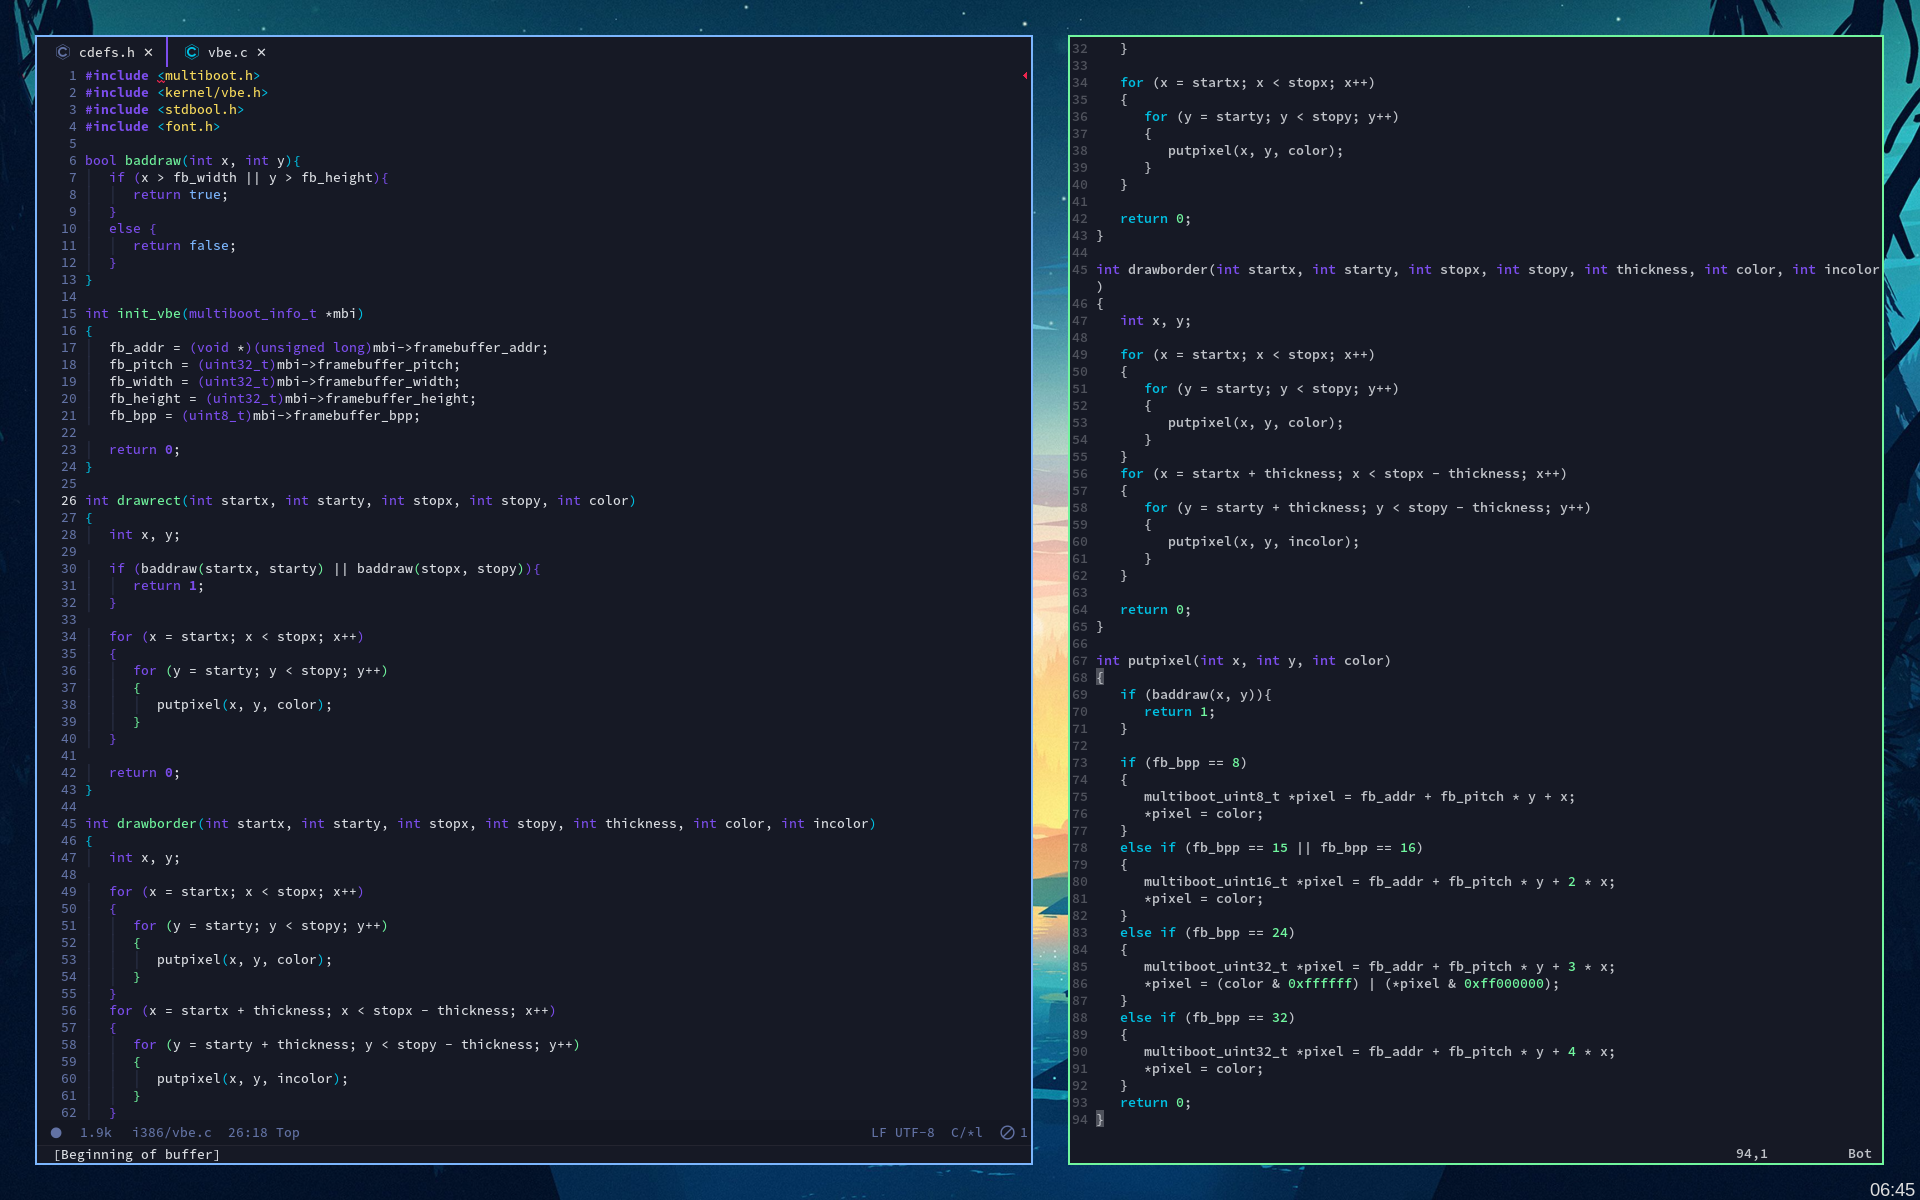 cdefs.h × vbe.c ×
1 #include <multiboot.h>
2 #include <kernel/vbe.h>
3 #include <stdbool.h>
4 #include <font.h>
5
6 bool baddraw(int x, int y){
7 if (x > fb_width || y > fb_height){
8 return true;
9 }
10 else {
11 return false;
12 }
13 }
14
15 int init_vbe(multiboot_info_t *mbi)
16 {
17 fb_addr = (void *)(unsigned long)mbi->framebuffer_addr;
18 fb_pitch = (uint32_t)mbi->framebuffer_pitch;
19 fb_width = (uint32_t)mbi->framebuffer_width;
20 fb_height = (uint32_t)mbi->framebuffer_height;
21 fb_bpp = (uint8_t)mbi->framebuffer_bpp;
22
23 return 0;
24 }
25
26 int drawrect(int startx, int starty, int stopx, int stopy, int color)
27 {
28 int x, y;
29
30 if (baddraw(startx, starty) || baddraw(stopx, stopy)){
31 return 1;
32 }
33
34 for (x = startx; x < stopx; x++)
35 {
36 for (y = starty; y < stopy; y++)
37 {
38 putpixel(x, y, color);
39 }
40 }
41
42 return 0;
43 }
44
45 int drawborder(int startx, int starty, int stopx, int stopy, int thickness, int color, int incolor)
46 {
47 int x, y;
48
49 for (x = startx; x < stopx; x++)
50 {
51 for (y = starty; y < stopy; y++)
52 {
53 putpixel(x, y, color);
54 }
55 }
56 for (x = startx + thickness; x < stopx - thickness; x++)
57 {
58 for (y = starty + thickness; y < stopy - thickness; y++)
59 {
60 putpixel(x, y, incolor);
61 }
62 }
1.9k i386/vbe.c 26:18 Top LF UTF-8 C/*l 1
[Beginning of buffer]
32 }
33
34 for (x = startx; x < stopx; x++)
35 {
36 for (y = starty; y < stopy; y++)
37 {
38 putpixel(x, y, color);
39 }
40 }
41
42 return 0;
43 }
44
45 int drawborder(int startx, int starty, int stopx, int stopy, int thickness, int color, int incolor
)
46 {
47 int x, y;
48
49 for (x = startx; x < stopx; x++)
50 {
51 for (y = starty; y < stopy; y++)
52 {
53 putpixel(x, y, color);
54 }
55 }
56 for (x = startx + thickness; x < stopx - thickness; x++)
57 {
58 for (y = starty + thickness; y < stopy - thickness; y++)
59 {
60 putpixel(x, y, incolor);
61 }
62 }
63
64 return 0;
65 }
66
67 int putpixel(int x, int y, int color)
68 {
69 if (baddraw(x, y)){
70 return 1;
71 }
72
73 if (fb_bpp == 8)
74 {
75 multiboot_uint8_t *pixel = fb_addr + fb_pitch * y + x;
76 *pixel = color;
77 }
78 else if (fb_bpp == 15 || fb_bpp == 16)
79 {
80 multiboot_uint16_t *pixel = fb_addr + fb_pitch * y + 2 * x;
81 *pixel = color;
82 }
83 else if (fb_bpp == 24)
84 {
85 multiboot_uint32_t *pixel = fb_addr + fb_pitch * y + 3 * x;
86 *pixel = (color & 0xffffff) | (*pixel & 0xff000000);
87 }
88 else if (fb_bpp == 32)
89 {
90 multiboot_uint32_t *pixel = fb_addr + fb_pitch * y + 4 * x;
91 *pixel = color;
92 }
93 return 0;
94 }
94,1 Bot
06:45